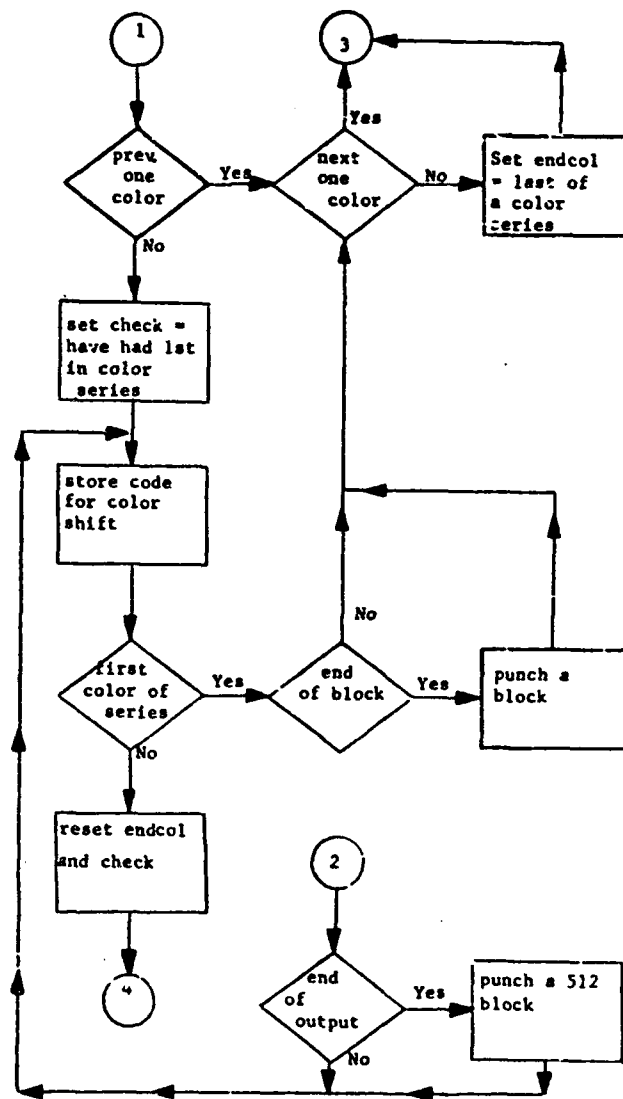 1
3
prev
one
color
Yes
No
next
one
color
Yes
No
Set endcol
= last of
a color
series
set check =
have had 1st
in color
series
store code
for color
shift
first
color of
series
Yes
No
end
of block
No
Yes
punch a
block
reset endcol
and check
4
2
end
of
output
Yes
No
punch a 512
block